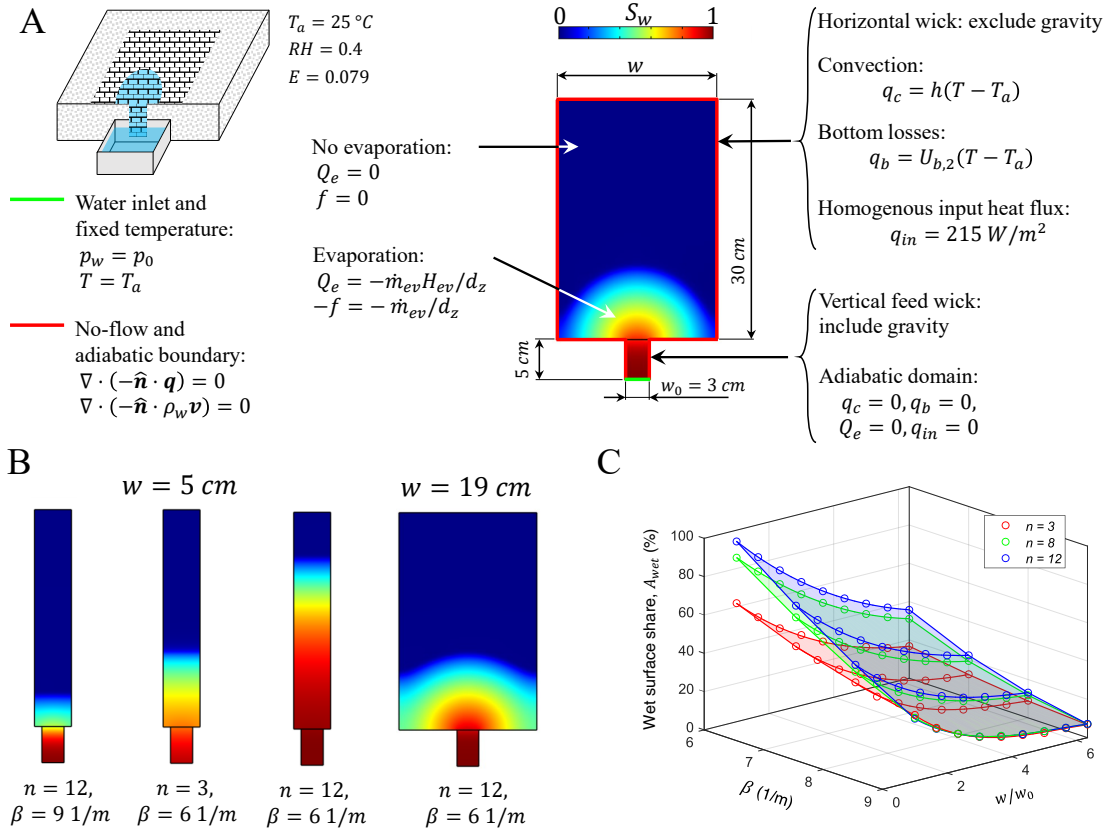 A
T_a = 25 °C
RH = 0.4
E = 0.079
0 S_w 1
w
30 cm
5 cm
w_0 = 3 cm
Water inlet and
fixed temperature:
p_w = p_0
T = T_a
No-flow and
adiabatic boundary:
∇ · (−n̂ · q) = 0
∇ · (−n̂ · ρ_w v) = 0
No evaporation:
Q_e = 0
f = 0
Evaporation:
Q_e = −ṁ_ev H_ev/d_z
−f = − ṁ_ev/d_z
Horizontal wick: exclude gravity
Convection:
q_c = h(T − T_a)
Bottom losses:
q_b = U_b,2(T − T_a)
Homogenous input heat flux:
q_in = 215 W/m²
Vertical feed wick:
include gravity
Adiabatic domain:
q_c = 0, q_b = 0,
Q_e = 0, q_in = 0
B
w = 5 cm
w = 19 cm
n = 12,
β = 9 1/m
n = 3,
β = 6 1/m
n = 12,
β = 6 1/m
n = 12,
β = 6 1/m
C
Wet surface share, A_wet (%)
100
80
60
40
20
0
6
7
8
9
β (1/m)
0
2
4
6
w/w_0
n = 3
n = 8
n = 12